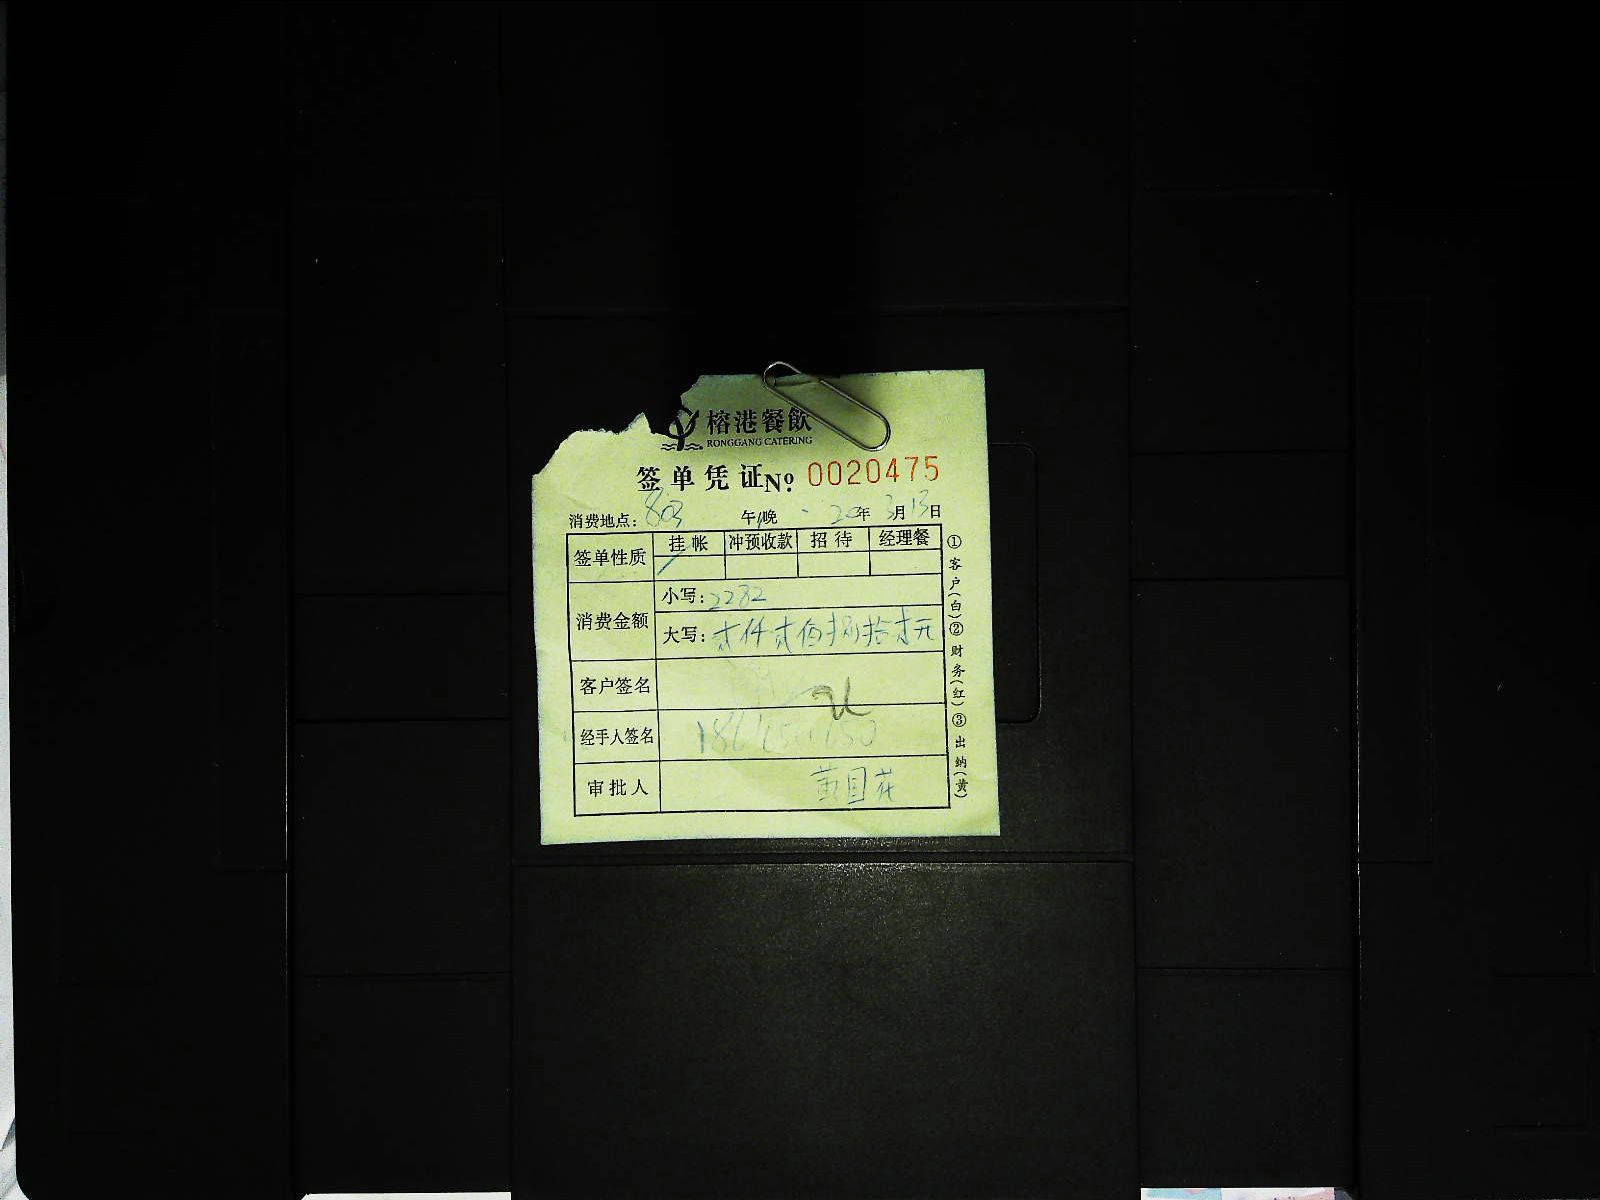 榕港餐飲
RONGGANG CATERING
签单凭证 Nº 0020475
消费地点: 803 午/晚 20年 3月13日
签单性质 挂帐 冲预收款 招待 经理餐
消费金额 小写: 2282
大写: 贰仟贰佰捌拾贰元
客户签名
经手人签名
审批人
①客户(白)②财务(红)③出纳(黄)